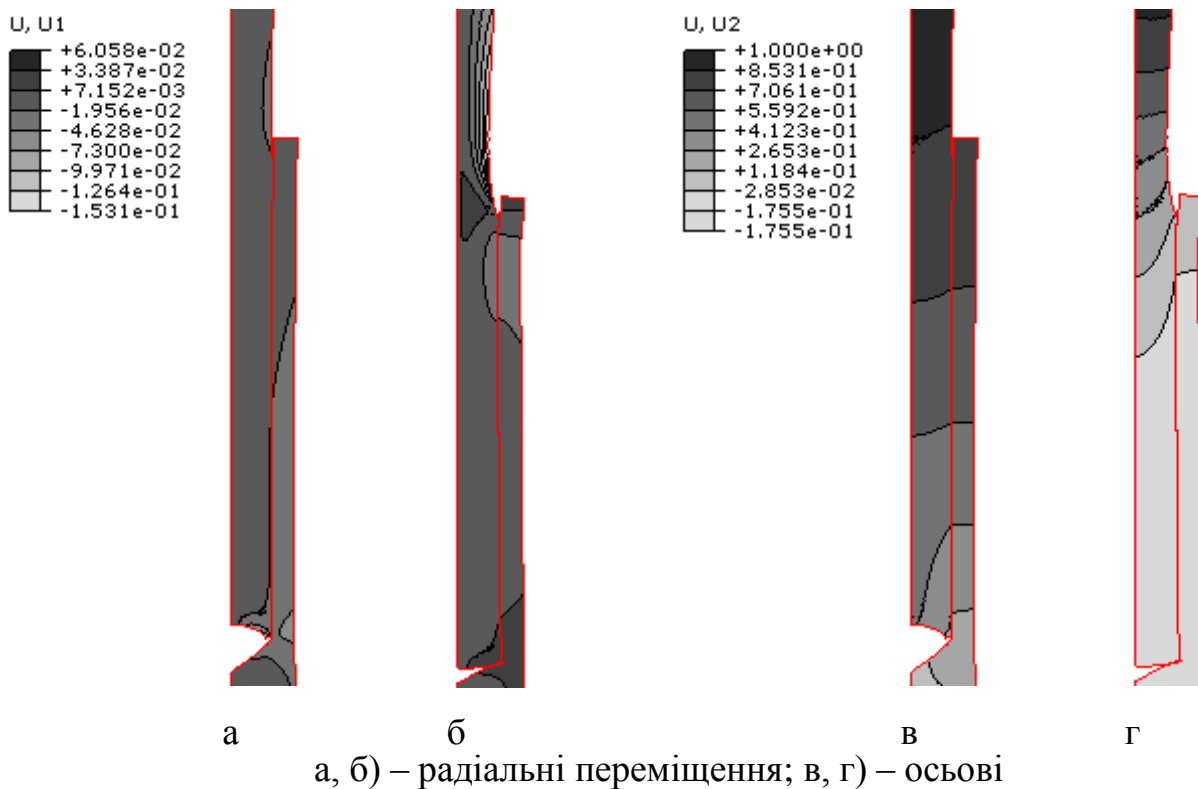 U, U1
+6.058e-02
+3.387e-02
+7.152e-03
-1.956e-02
-4.628e-02
-7.300e-02
-9.971e-02
-1.264e-01
-1.531e-01
U, U2
+1.000e+00
+8.531e-01
+7.061e-01
+5.592e-01
+4.123e-01
+2.653e-01
+1.184e-01
-2.853e-02
-1.755e-01
-1.755e-01
а б в г
а, б) – радіальні переміщення; в, г) – осьові